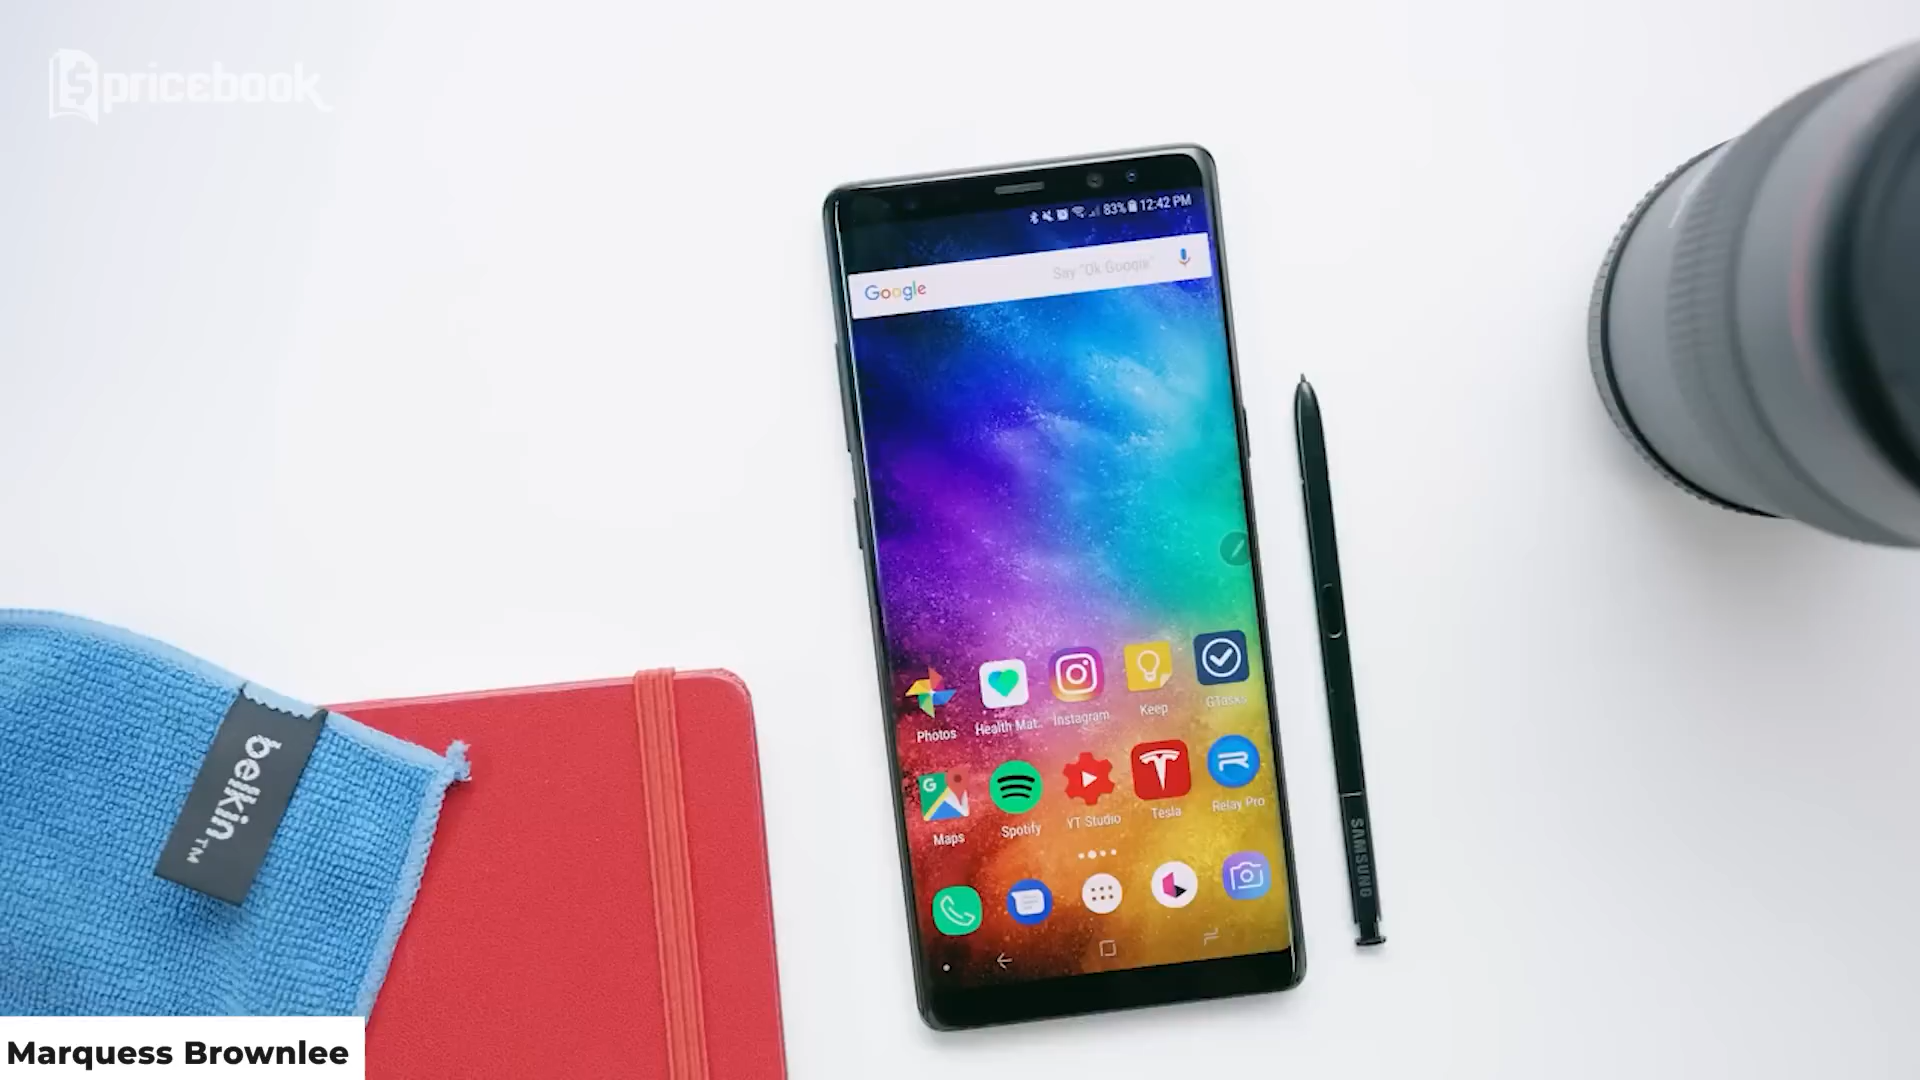 pricebook
83% 12:42 PM
Google
Say "Ok Google"
Photos
Health Mat..
Instagram
Keep
GTasks
G
Maps
Spotify
YT Studio
Tesla
Relay Pro
SAMSUNG
belkin™
Marquess Brownlee